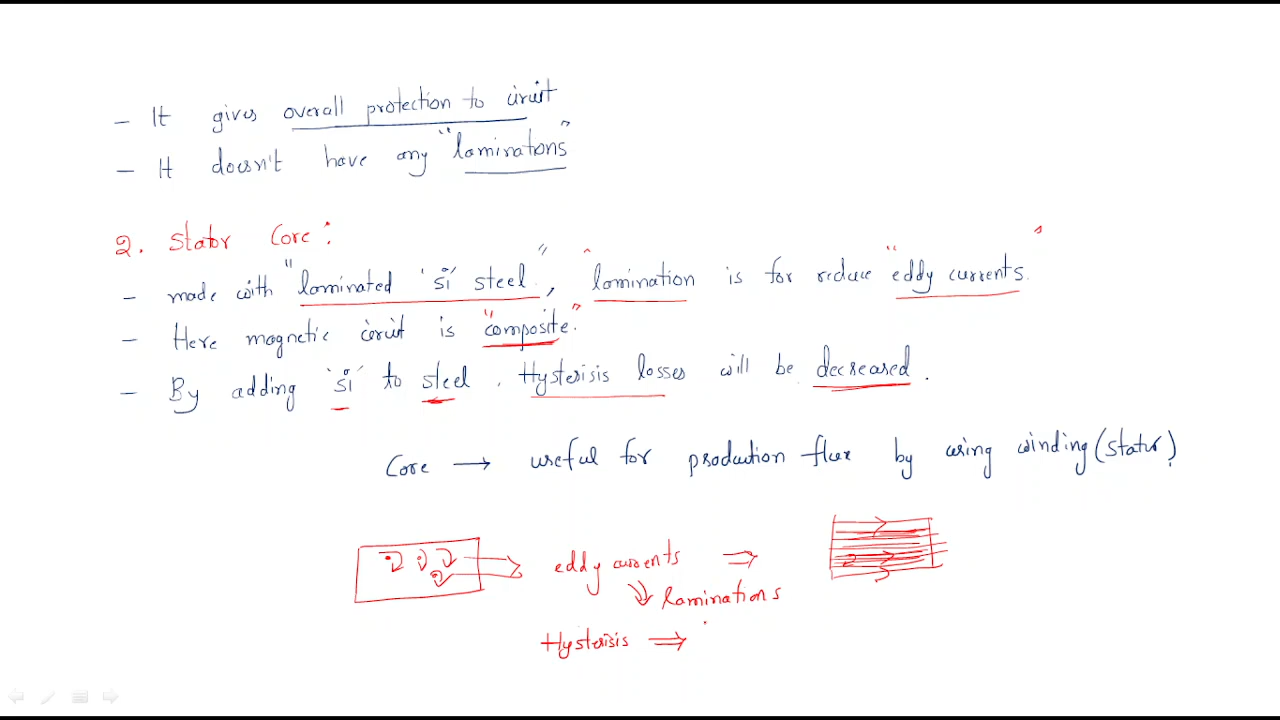 - It gives overall protection to ciruit
- It doesn't have any "laminations"
2. Stator Core:
- made with "laminated 'si' steel", "lamination is for reduce "eddy currents"
- Here magnetic ciruit is "composite".
- By adding 'si' to steel. Hysterisis losses will be decreased.
Core → useful for production flux by using winding (stator)
eddy currents ⇒
laminations
Hysterisis ⇒